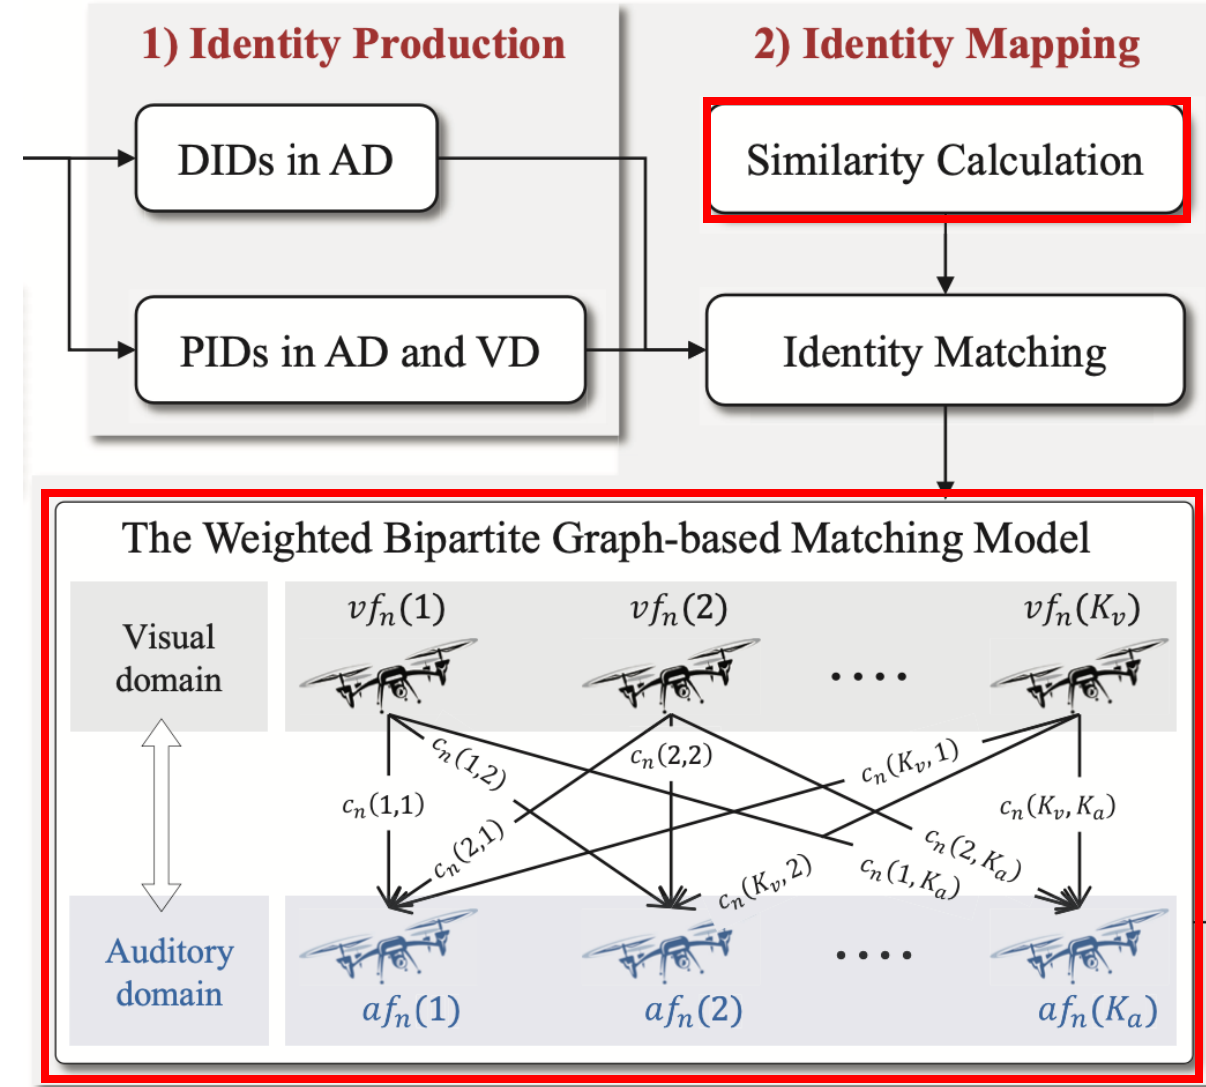 1) Identity Production
2) Identity Mapping
DIDs in AD
Similarity Calculation
PIDs in AD and VD
Identity Matching
The Weighted Bipartite Graph-based Matching Model
Visual
domain
vfₙ(1)
vfₙ(2)
....
vfₙ(Kᵥ)
cₙ(1,1)
cₙ(1,2)
cₙ(2,1)
cₙ(2,2)
cₙ(Kᵥ,1)
cₙ(Kᵥ,2)
cₙ(1,Kₐ)
cₙ(2,Kₐ)
cₙ(Kᵥ,Kₐ)
Auditory
domain
....
afₙ(1)
afₙ(2)
afₙ(Kₐ)